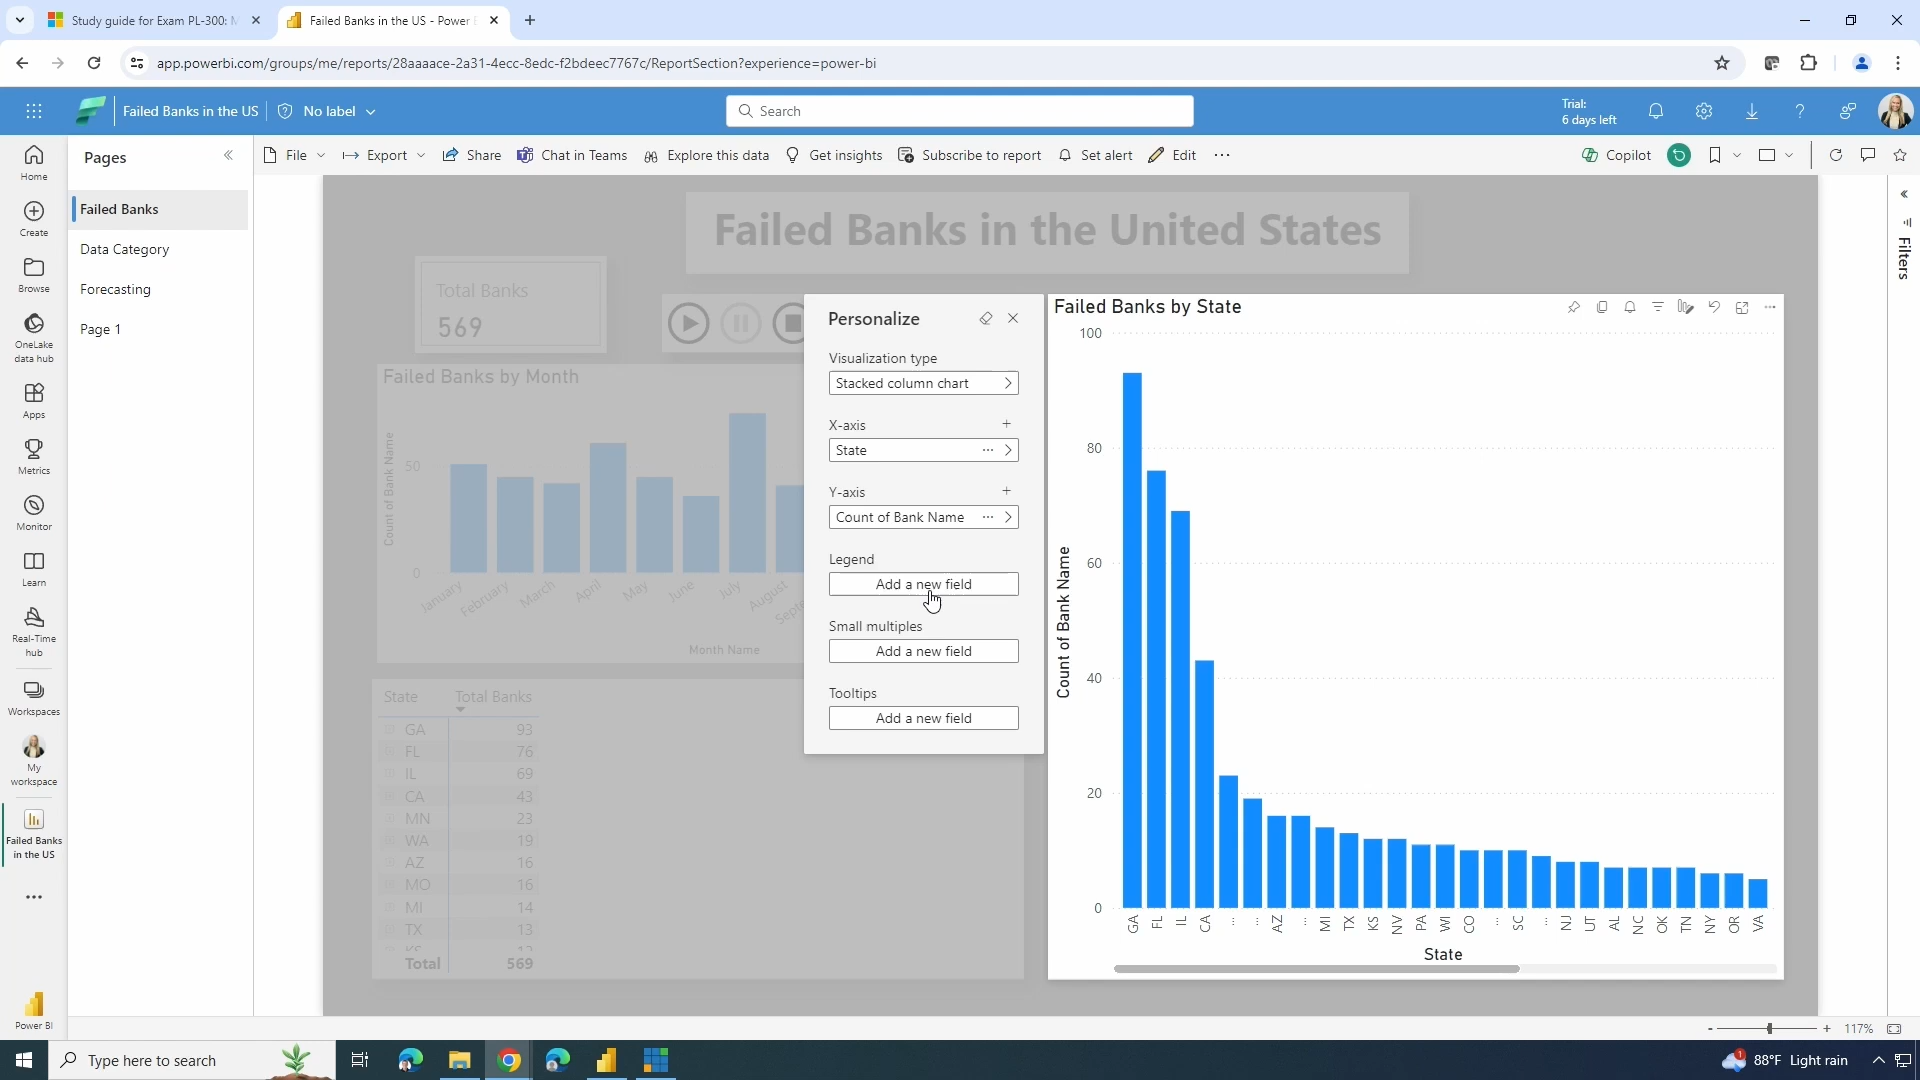 Study guide for Exam PL-300: M
Failed Banks in the US - Power B
app.powerbi.com/groups/me/reports/28aaaace-2a31-4ecc-8edc-f2bdeec7767c/ReportSection?experience=power-bi
Failed Banks in the US
No label
Search
Trial:
6 days left
File
Export
Share
Chat in Teams
Explore this data
Get insights
Subscribe to report
Set alert
Edit
Copilot
Home
Create
Browse
OneLake
data hub
Apps
Metrics
Monitor
Learn
Real-Time
hub
Workspaces
My
workspace
Failed Banks
in the US
Power BI
Pages
Failed Banks
Data Category
Forecasting
Page 1
Failed Banks in the United States
Total Banks
569
Failed Banks by Month
Count of Bank Name
50
0
January
February
March
April
May
June
July
August
Month Name
State Total Banks
GA 93
FL 76
IL 69
CA 43
MN 23
WA 19
AZ 16
MO 16
MI 14
TX 13
KS 12
Total 569
Personalize
Visualization type
Stacked column chart
X-axis
State
Y-axis
Count of Bank Name
Legend
Add a new field
Small multiples
Add a new field
Tooltips
Add a new field
Failed Banks by State
Count of Bank Name
100
80
60
40
20
0
GA FL IL CA ... ... AZ ... MI TX KS NV PA WI CO ... SC ... NJ UT AL NC OK TN NY OR VA
State
Filters
- + 117%
Type here to search
1
88°F Light rain